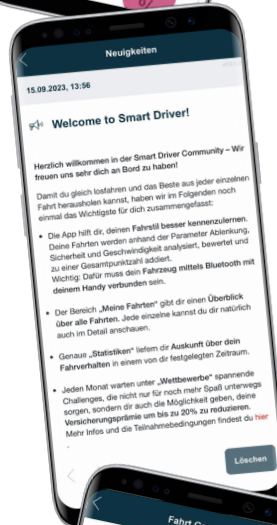 %
Neuigkeiten
15.09.2023, 13:56
Welcome to Smart Driver!
Herzlich willkommen in der Smart Driver Community – Wir
freuen uns sehr dich an Bord zu haben!
Damit du gleich losfahren und das Beste aus jeder einzelnen
Fahrt herausholen kannst, haben wir im Folgenden noch
einmal das Wichtigste für dich zusammengefasst:
• Die App hilft dir, deinen Fahrstil besser kennenzulernen.
Deine Fahrten werden anhand der Parameter Ablenkung,
Sicherheit und Geschwindigkeit analysiert, bewertet und
zu einer Gesamtpunktzahl addiert.
Wichtig: Dafür muss dein Fahrzeug mittels Bluetooth mit
deinem Handy verbunden sein.
• Der Bereich „Meine Fahrten“ gibt dir einen Überblick
über alle Fahrten. Jede einzelne kannst du dir natürlich
auch im Detail anschauen.
• Genaue „Statistiken“ liefern dir Auskunft über dein
Fahrverhalten in einem von dir festgelegten Zeitraum.
• Jeden Monat warten unter „Wettbewerbe“ spannende
Challenges, die nicht für noch mehr Spaß unterwegs
sorgen, sondern dir auch die Möglichkeit geben, deine
Versicherungsprämie um bis zu 20% zu reduzieren.
Mehr Infos und die Teilnahmebedingungen findest du hier
.
Löschen
Fahrt